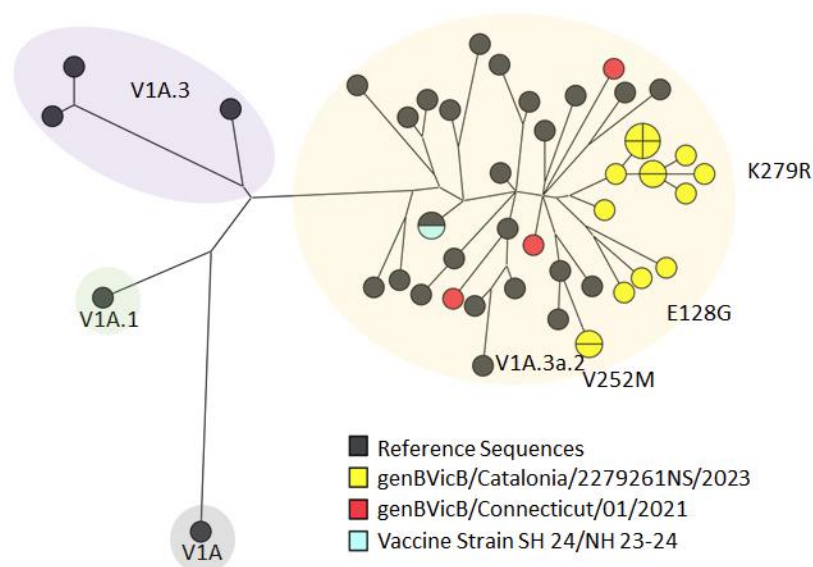 V1A.3
K279R
V1A.1
E128G
V1A.3a.2
V252M
V1A
Reference Sequences
genBVicB/Catalonia/2279261NS/2023
genBVicB/Connecticut/01/2021
Vaccine Strain SH 24/NH 23-24